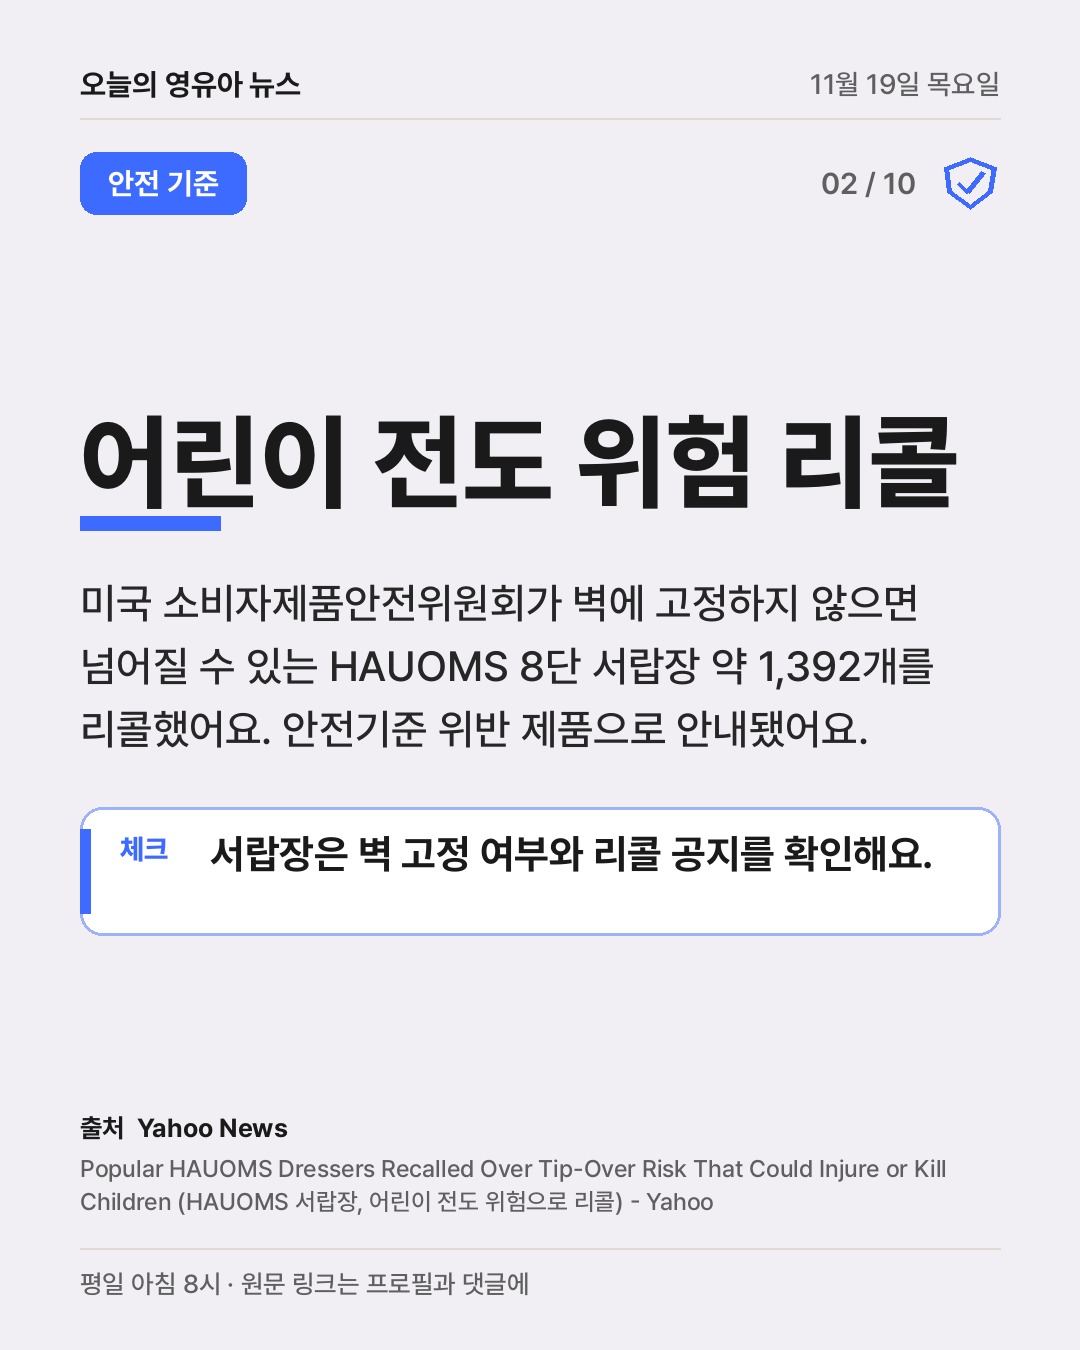 오늘의 영유아 뉴스
11월 19일 목요일
안전 기준
02 / 10
어린이 전도 위험 리콜
미국 소비자제품안전위원회가 벽에 고정하지 않으면
넘어질 수 있는 HAUOMS 8단 서랍장 약 1,392개를
리콜했어요. 안전기준 위반 제품으로 안내됐어요.
체크 서랍장은 벽 고정 여부와 리콜 공지를 확인해요.
출처 Yahoo News
Popular HAUOMS Dressers Recalled Over Tip-Over Risk That Could Injure or Kill
Children (HAUOMS 서랍장, 어린이 전도 위험으로 리콜) - Yahoo
평일 아침 8시 · 원문 링크는 프로필과 댓글에